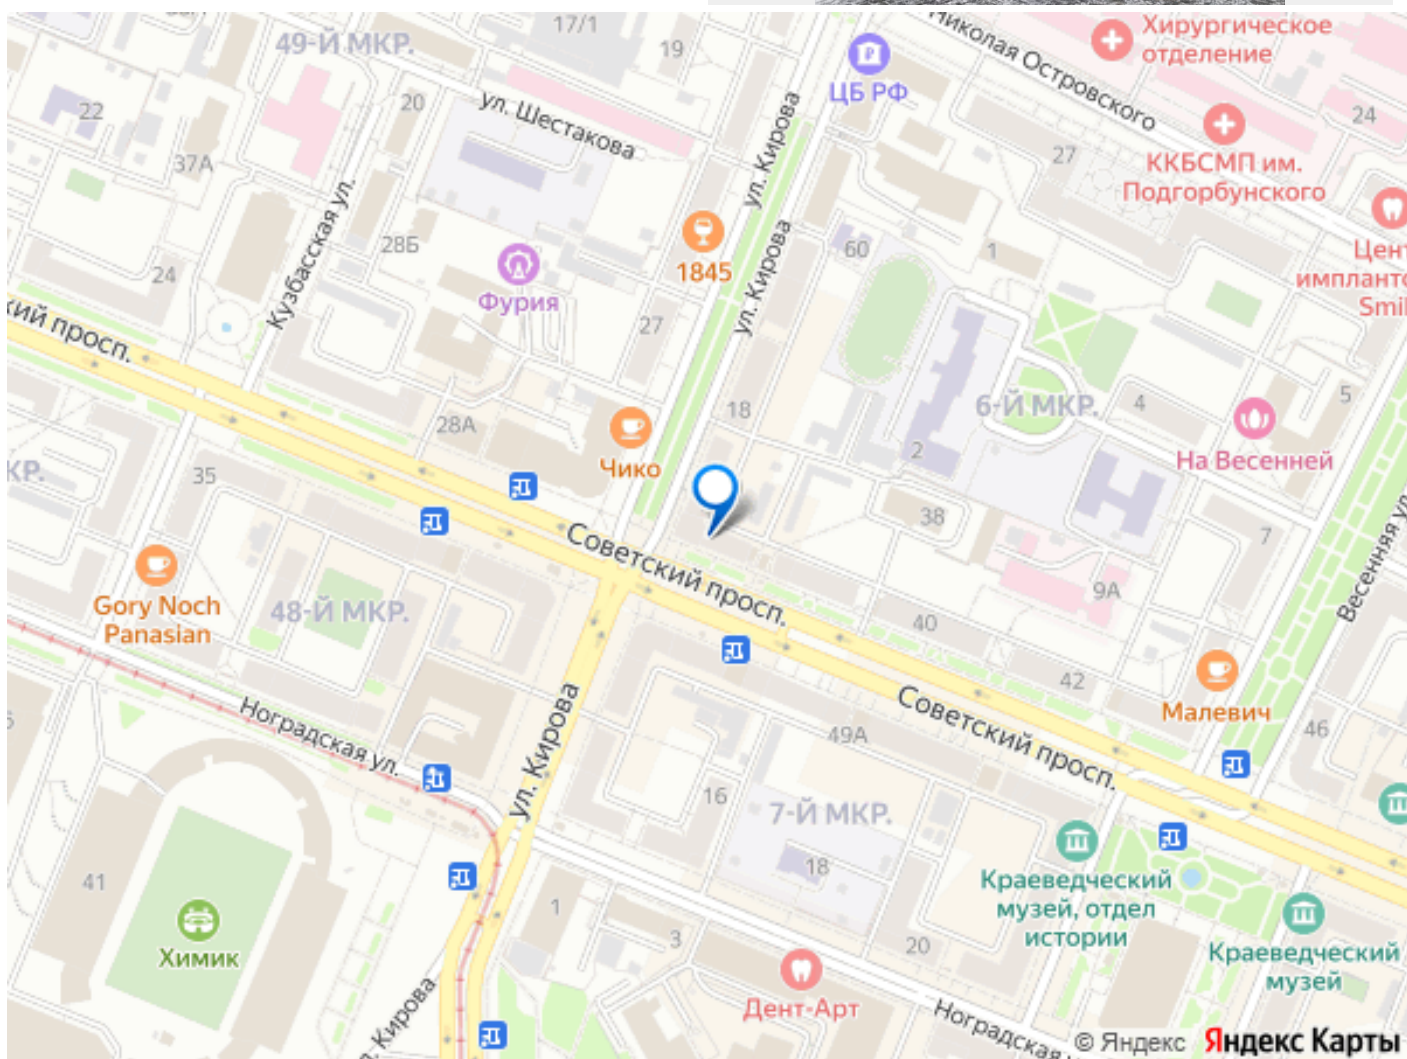 17/1
49-Й МКР.
19
22
20
ул. Шестакова
37А
Кузбасская ул.
28Б
24
ЦБ РФ
Николая Островского
Хирургическое
отделение
24
27
ККБСМП им.
Подгорбунского
ул. Кирова
1845
ул. Кирова
60
1
Фурия
27
кий просп.
28А
Чико
18
2
6-Й МКР.
4
5
На Весенней
Smil
35
38
7
Весенняя ул.
Советский просп.
9А
Gory Noch
Panasian
48-Й МКР.
40
42
Малевич
Советский просп.
46
Ноградская ул.
ул. Кирова
49А
16
7-Й МКР.
18
41
Химик
1
3
Краеведческий
музей, отдел
истории
20
Краеведческий
музей
Дент-Арт
Кирова
Ноградская
© Яндекс Яндекс Карты